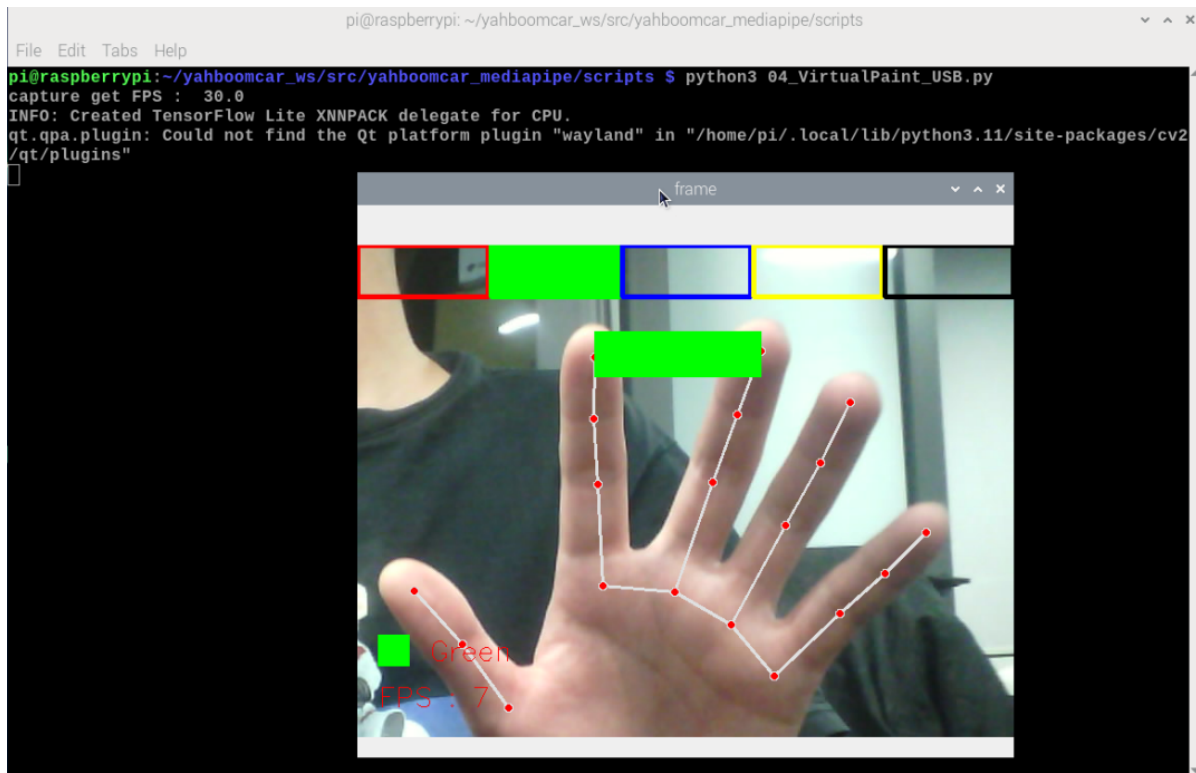 pi@raspberrypi: ~/yahboomcar_ws/src/yahboomcar_mediapipe/scripts
File Edit Tabs Help
pi@raspberrypi:~/yahboomcar_ws/src/yahboomcar_mediapipe/scripts $ python3 04_VirtualPaint_USB.py
capture get FPS :  30.0
INFO: Created TensorFlow Lite XNNPACK delegate for CPU.
qt.qpa.plugin: Could not find the Qt platform plugin "wayland" in "/home/pi/.local/lib/python3.11/site-packages/cv2
/qt/plugins"
frame
Green
FPS : 7